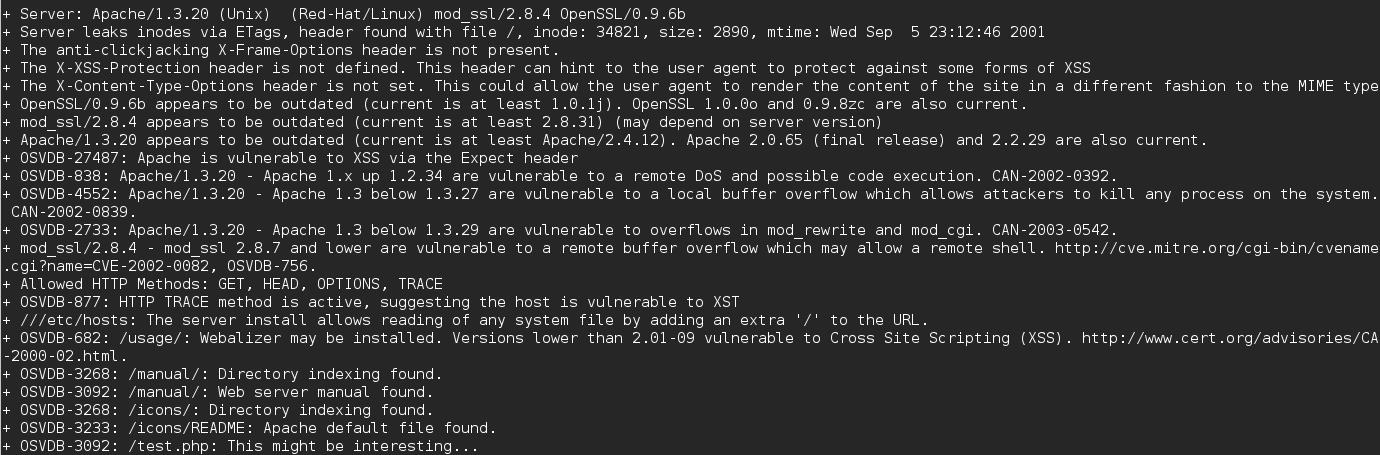 + Server: Apache/1.3.20 (Unix)  (Red-Hat/Linux) mod_ssl/2.8.4 OpenSSL/0.9.6b
+ Server leaks inodes via ETags, header found with file /, inode: 34821, size: 2890, mtime: Wed Sep  5 23:12:46 2001
+ The anti-clickjacking X-Frame-Options header is not present.
+ The X-XSS-Protection header is not defined. This header can hint to the user agent to protect against some forms of XSS
+ The X-Content-Type-Options header is not set. This could allow the user agent to render the content of the site in a different fashion to the MIME type
+ OpenSSL/0.9.6b appears to be outdated (current is at least 1.0.1j). OpenSSL 1.0.0o and 0.9.8zc are also current.
+ mod_ssl/2.8.4 appears to be outdated (current is at least 2.8.31) (may depend on server version)
+ Apache/1.3.20 appears to be outdated (current is at least Apache/2.4.12). Apache 2.0.65 (final release) and 2.2.29 are also current.
+ OSVDB-27487: Apache is vulnerable to XSS via the Expect header
+ OSVDB-838: Apache/1.3.20 - Apache 1.x up 1.2.34 are vulnerable to a remote DoS and possible code execution. CAN-2002-0392.
+ OSVDB-4552: Apache/1.3.20 - Apache 1.3 below 1.3.27 are vulnerable to a local buffer overflow which allows attackers to kill any process on the system.
CAN-2002-0839.
+ OSVDB-2733: Apache/1.3.20 - Apache 1.3 below 1.3.29 are vulnerable to overflows in mod_rewrite and mod_cgi. CAN-2003-0542.
+ mod_ssl/2.8.4 - mod_ssl 2.8.7 and lower are vulnerable to a remote buffer overflow which may allow a remote shell. http://cve.mitre.org/cgi-bin/cvename
.cgi?name=CVE-2002-0082, OSVDB-756.
+ Allowed HTTP Methods: GET, HEAD, OPTIONS, TRACE
+ OSVDB-877: HTTP TRACE method is active, suggesting the host is vulnerable to XST
+ ///etc/hosts: The server install allows reading of any system file by adding an extra '/' to the URL.
+ OSVDB-682: /usage/: Webalizer may be installed. Versions lower than 2.01-09 vulnerable to Cross Site Scripting (XSS). http://www.cert.org/advisories/CA
-2000-02.html.
+ OSVDB-3268: /manual/: Directory indexing found.
+ OSVDB-3092: /manual/: Web server manual found.
+ OSVDB-3268: /icons/: Directory indexing found.
+ OSVDB-3233: /icons/README: Apache default file found.
+ OSVDB-3092: /test.php: This might be interesting...